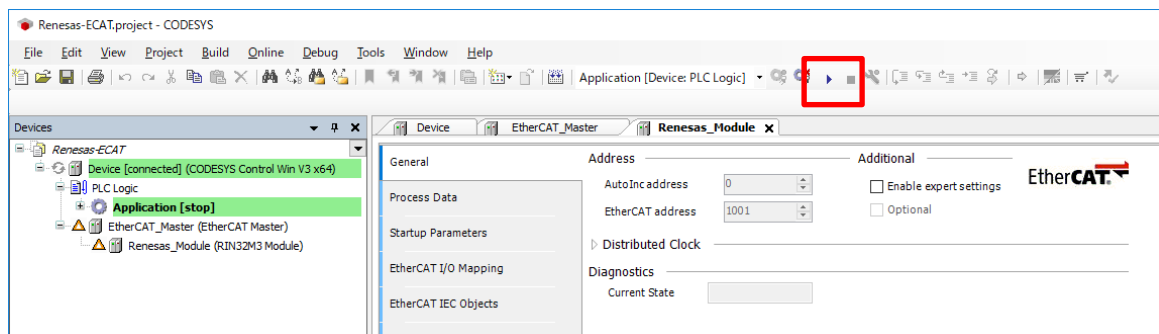 Renesas-ECAT.project - CODESYS
File Edit View Project Build Online Debug Tools Window Help
Application [Device: PLC Logic]
Devices
Device
EtherCAT_Master
Renesas_Module
Renesas-ECAT
Device [connected] (CODESYS Control Win V3 x64)
PLC Logic
Application [stop]
EtherCAT_Master (EtherCAT Master)
Renesas_Module (RIN32M3 Module)
General
Process Data
Startup Parameters
EtherCAT I/O Mapping
EtherCAT IEC Objects
Address
AutoInc address 0
EtherCAT address 1001
Distributed Clock
Diagnostics
Current State
Additional
Enable expert settings
Optional
EtherCAT.